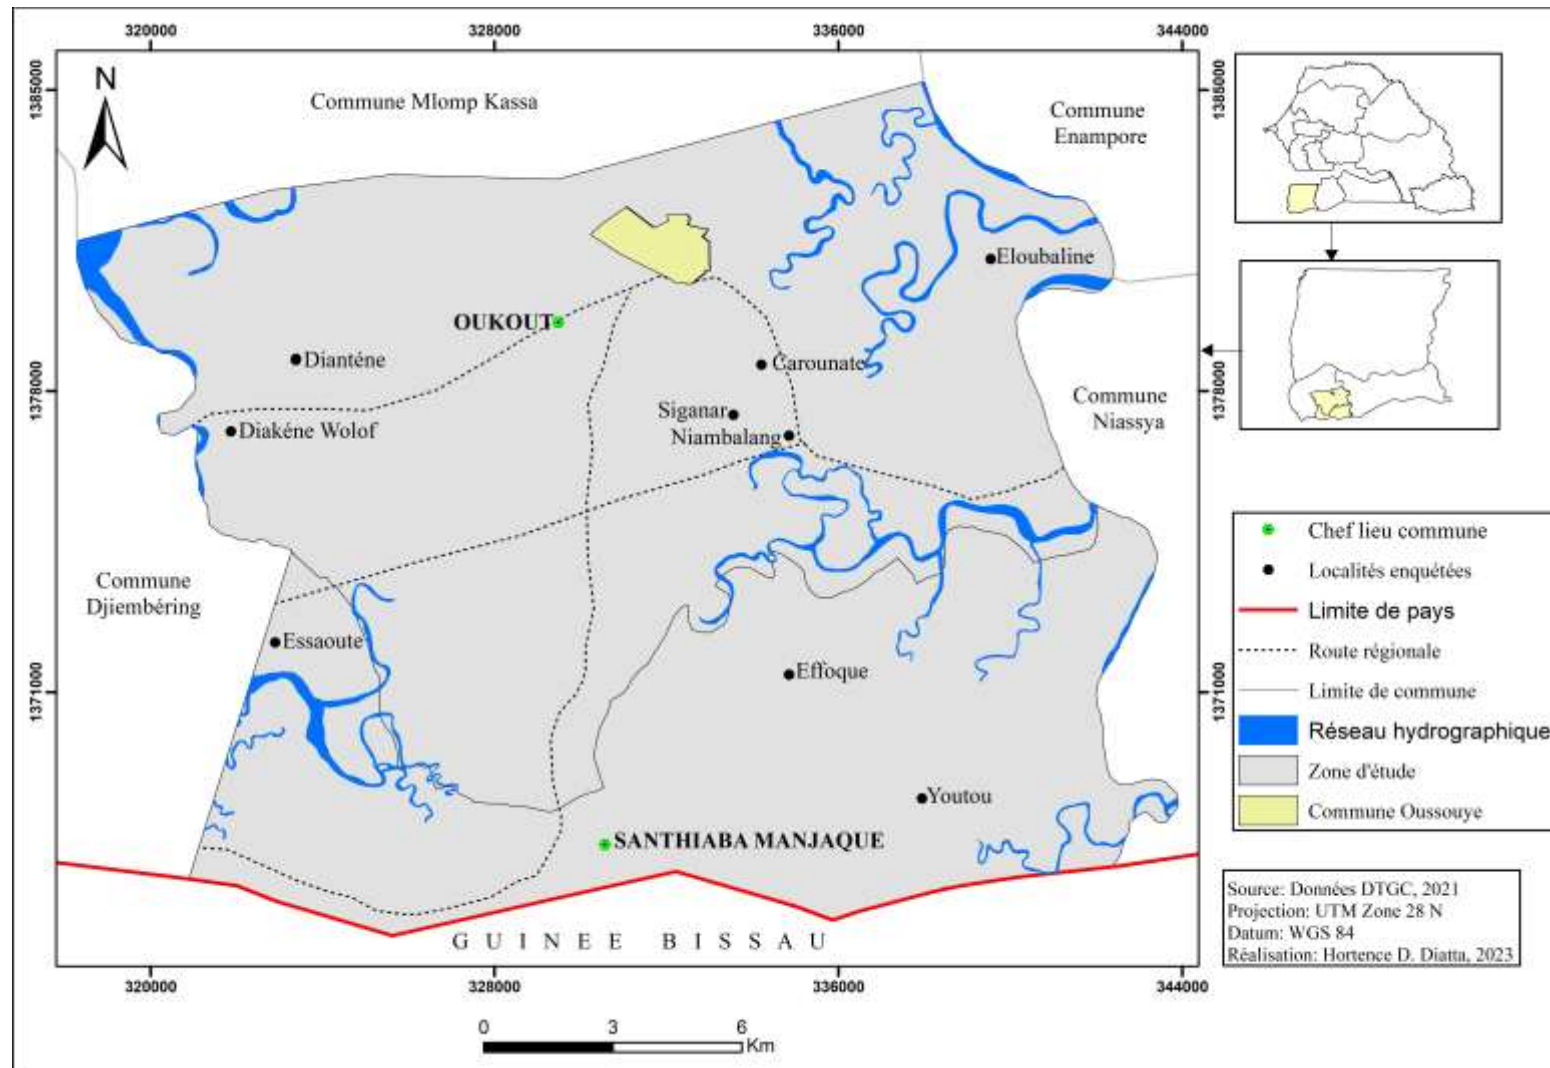 320000
328000
336000
344000
1385000
1385000
N
Commune Mlomp Kassa
Commune
Enampore
Eloubaline
OUKOUT
Dianténe
Carounate
1378000
1378000
Commune
Niassya
Siganar
Diakéne Wolof
Niambalang
Chef lieu commune
Localités enquétées
Limite de pays
Route régionale
Limite de commune
Réseau hydrographique
Zone d'étude
Commune Oussouye
Commune
Djiembéring
Essaoute
Effoque
1371000
1371000
Youtou
SANTHIABA MANJAQUE
Source: Données DTGC, 2021
Projection: UTM Zone 28 N
Datum: WGS 84
Réalisation: Hortence D. Diatta, 2023
GUINEE BISSAU
320000
328000
336000
344000
0
3
6
Km